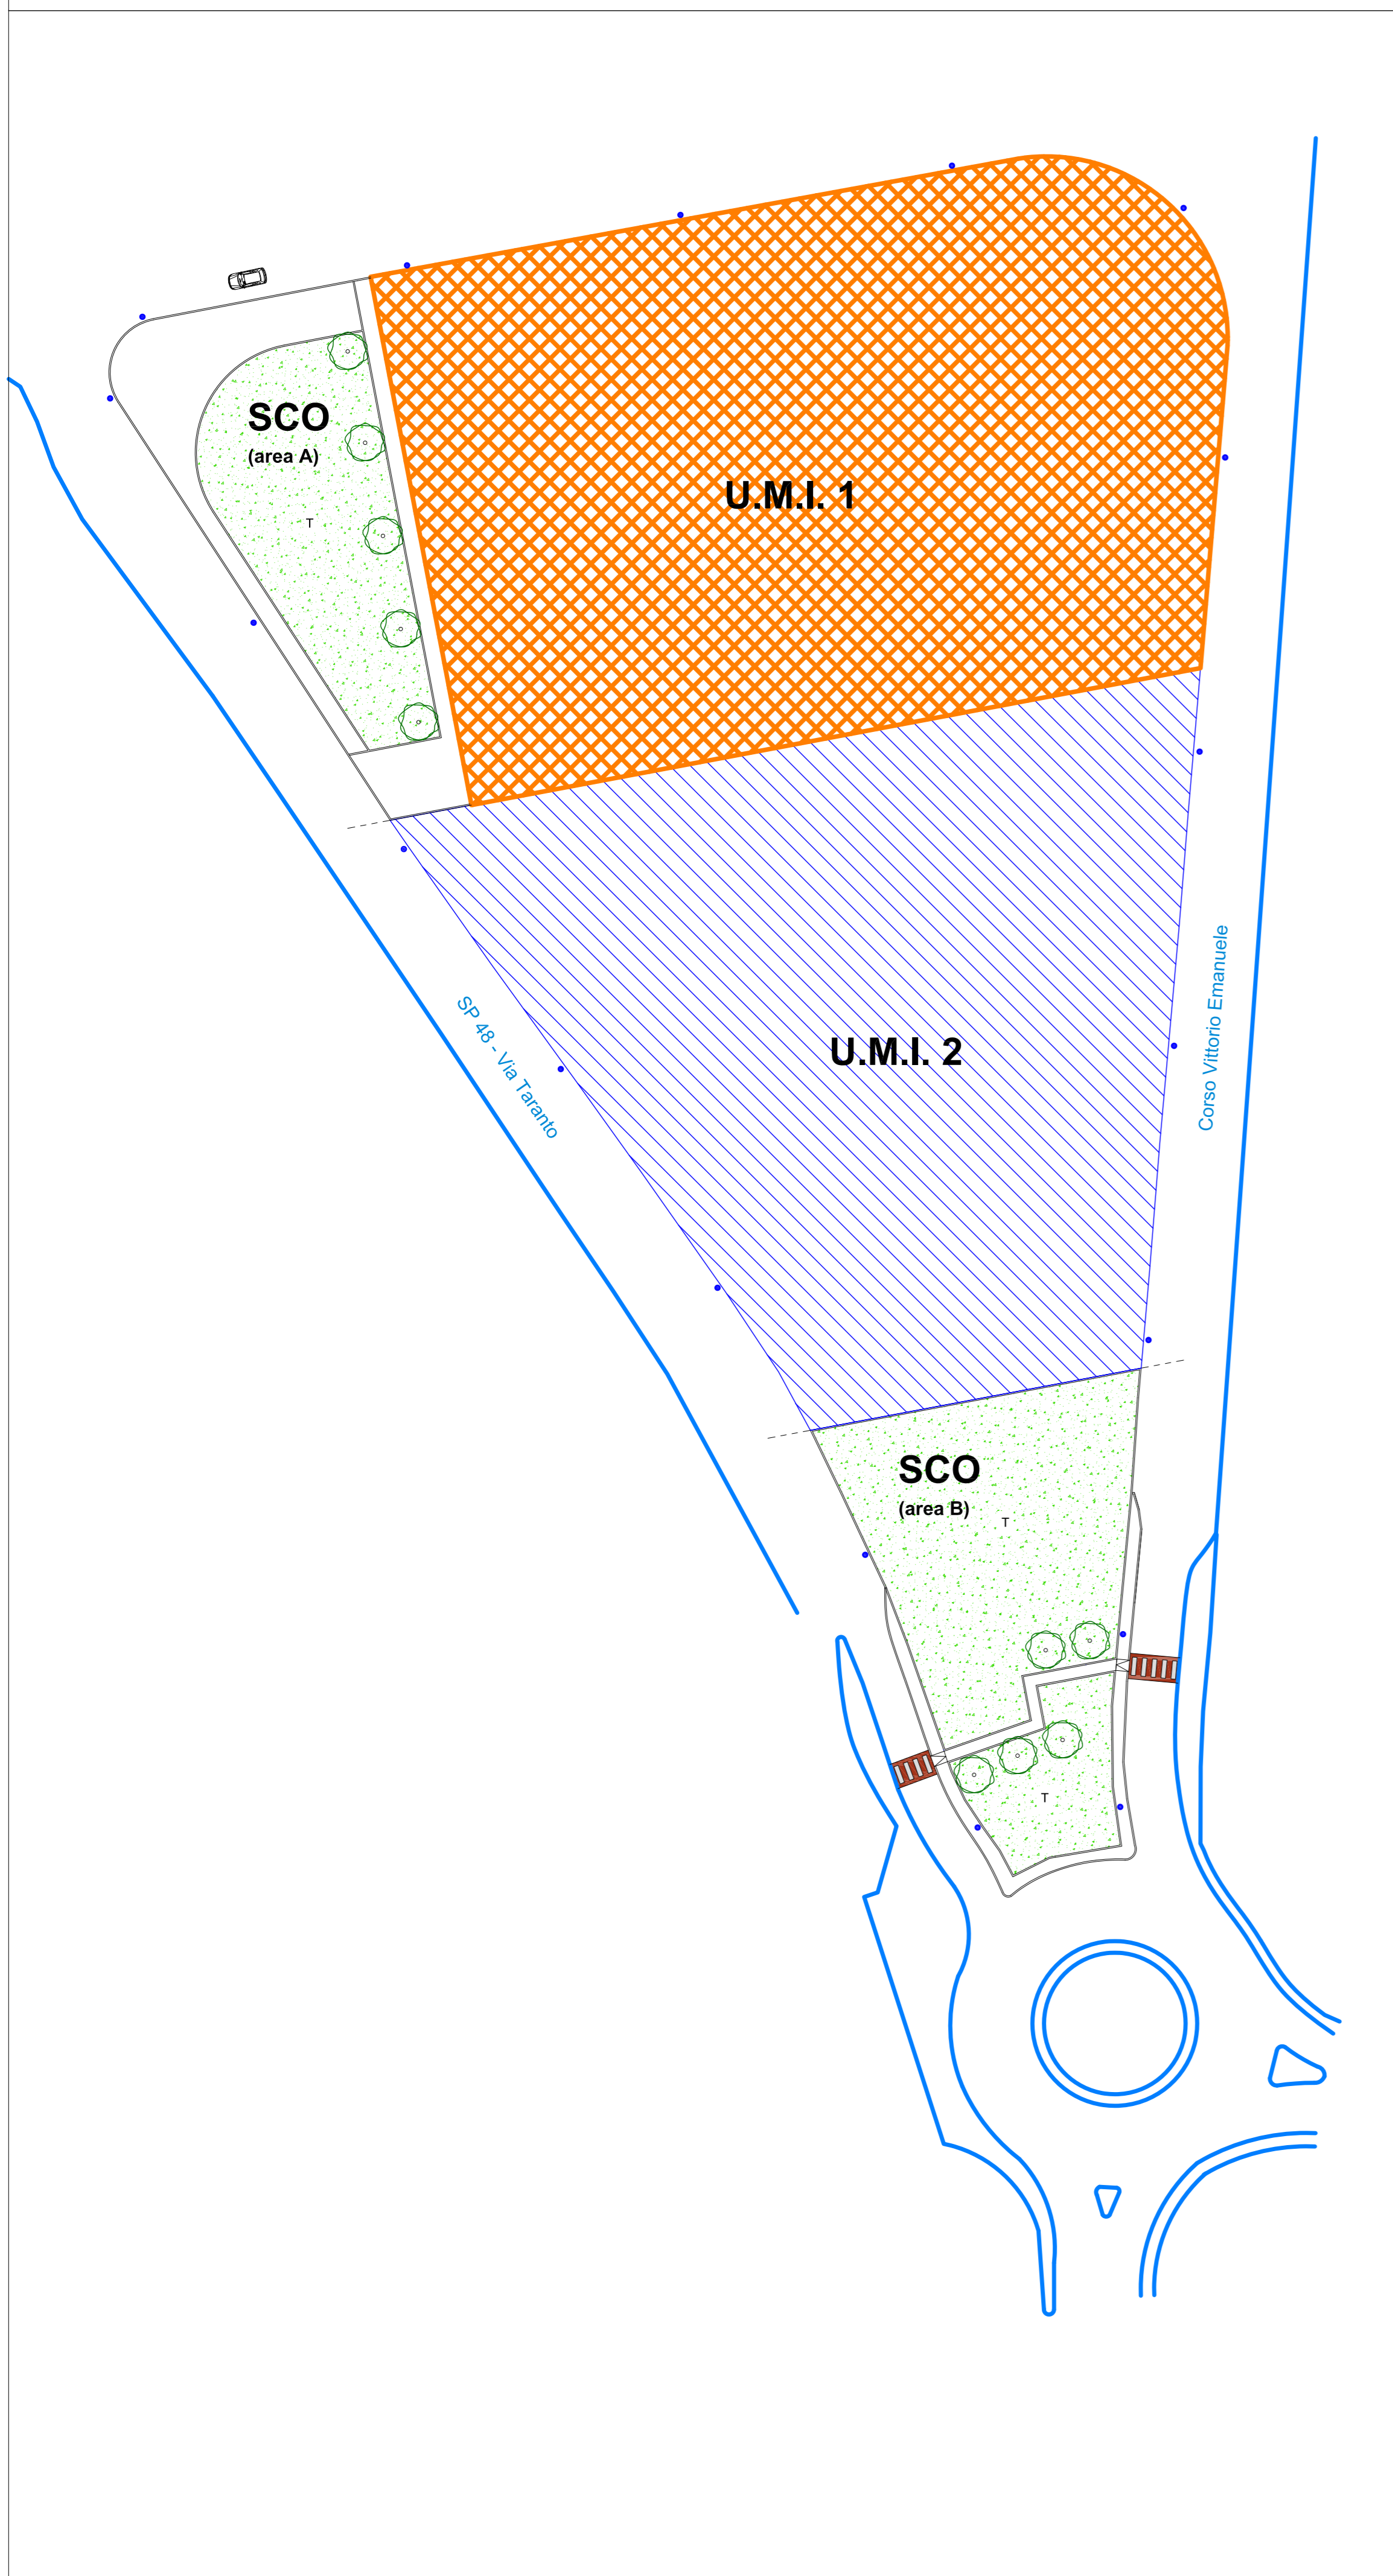 SCO
(area A)
T
U.M.I. 1
U.M.I. 2
SP 48 - Via Taranto
Corso Vittorio Emanuele
SCO
(area B)
T
T